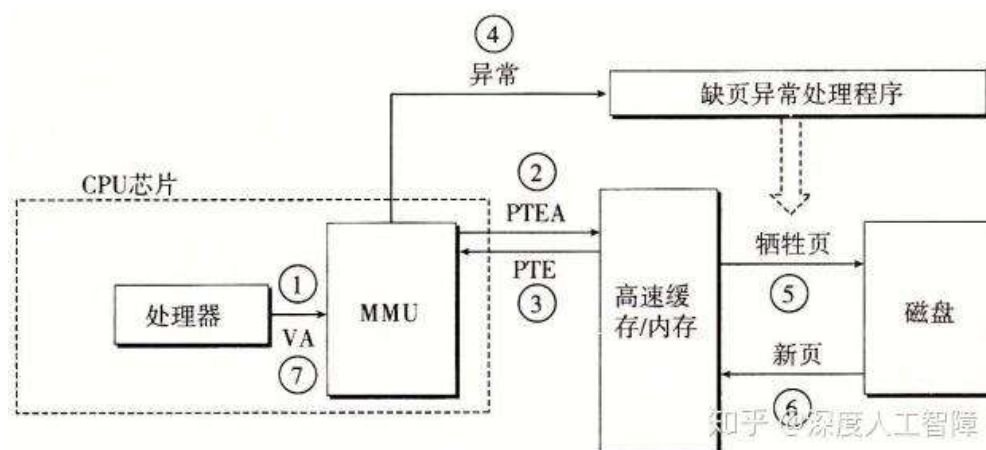 ④
异常
缺页异常处理程序
CPU芯片
②
PTEA
牺牲页
⑤
①
处理器
VA
⑦
MMU
PTE
③
高速缓
存/内存
磁盘
新页
⑥
知乎 @深度人工智障